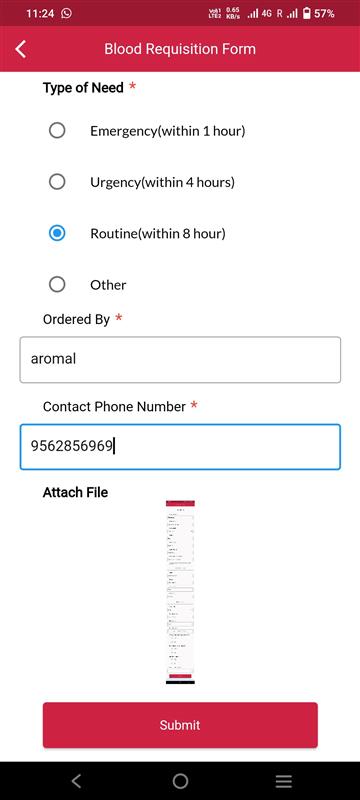 11:24
Vo1 LTE2 0.65 KB/s 4G R 57%
Blood Requisition Form
Type of Need *
Emergency(within 1 hour)
Urgency(within 4 hours)
Routine(within 8 hour)
Other
Ordered By *
aromal
Contact Phone Number *
9562856969
Attach File
Submit